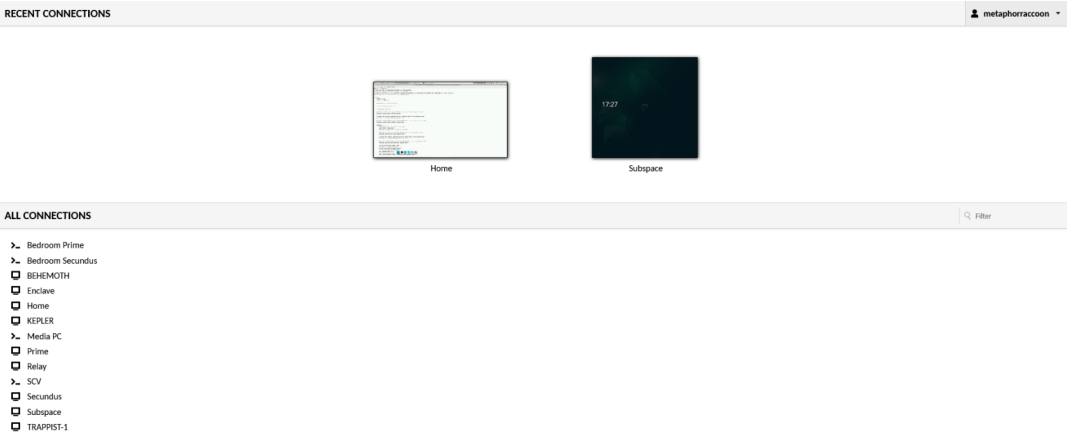 RECENT CONNECTIONS
metaphorraccoon
17:27
Home
Subspace
ALL CONNECTIONS
Filter
Bedroom Prime
Bedroom Secundus
BEHEMOTH
Enclave
Home
KEPLER
Media PC
Prime
Relay
SCV
Secundus
Subspace
TRAPPIST-1